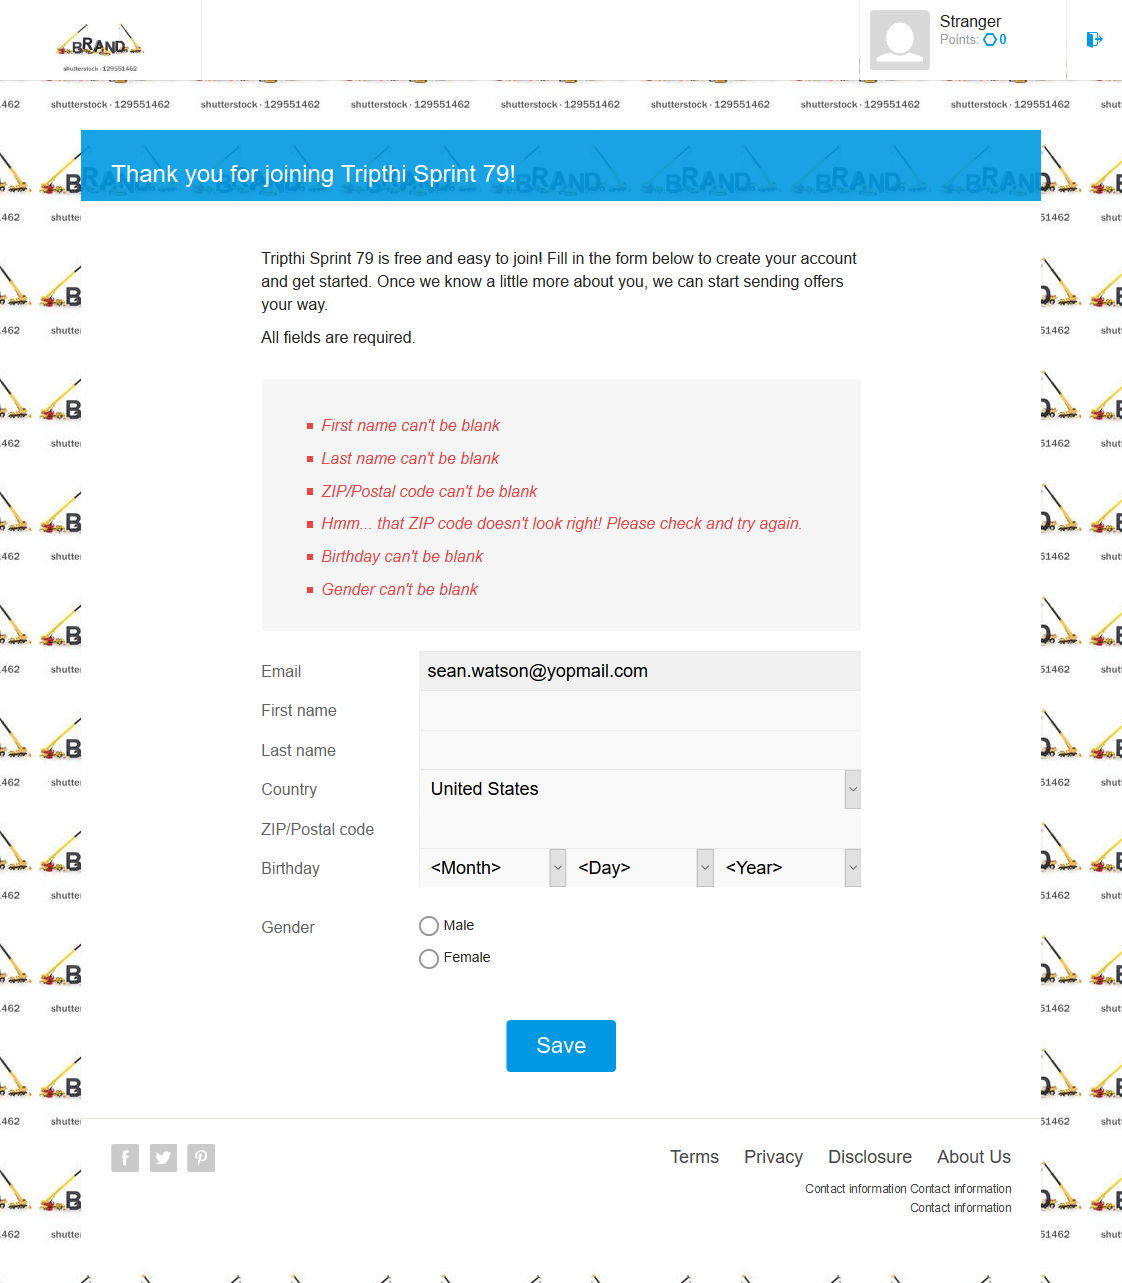 BRAND
shutterstock · 129551462
Stranger
Points: 0
shutterstock · 129551462 shutterstock · 129551462 shutterstock · 129551462 shutterstock · 129551462 shutterstock · 129551462 shutterstock · 129551462 shutterstock · 129551462
Thank you for joining Tripthi Sprint 79!
Tripthi Sprint 79 is free and easy to join! Fill in the form below to create your account
and get started. Once we know a little more about you, we can start sending offers
your way.
All fields are required.
First name can't be blank
Last name can't be blank
ZIP/Postal code can't be blank
Hmm... that ZIP code doesn't look right! Please check and try again.
Birthday can't be blank
Gender can't be blank
Email sean.watson@yopmail.com
First name
Last name
Country United States
ZIP/Postal code
Birthday <Month> <Day> <Year>
Gender Male
Female
Save
Terms Privacy Disclosure About Us
Contact information Contact information
Contact information